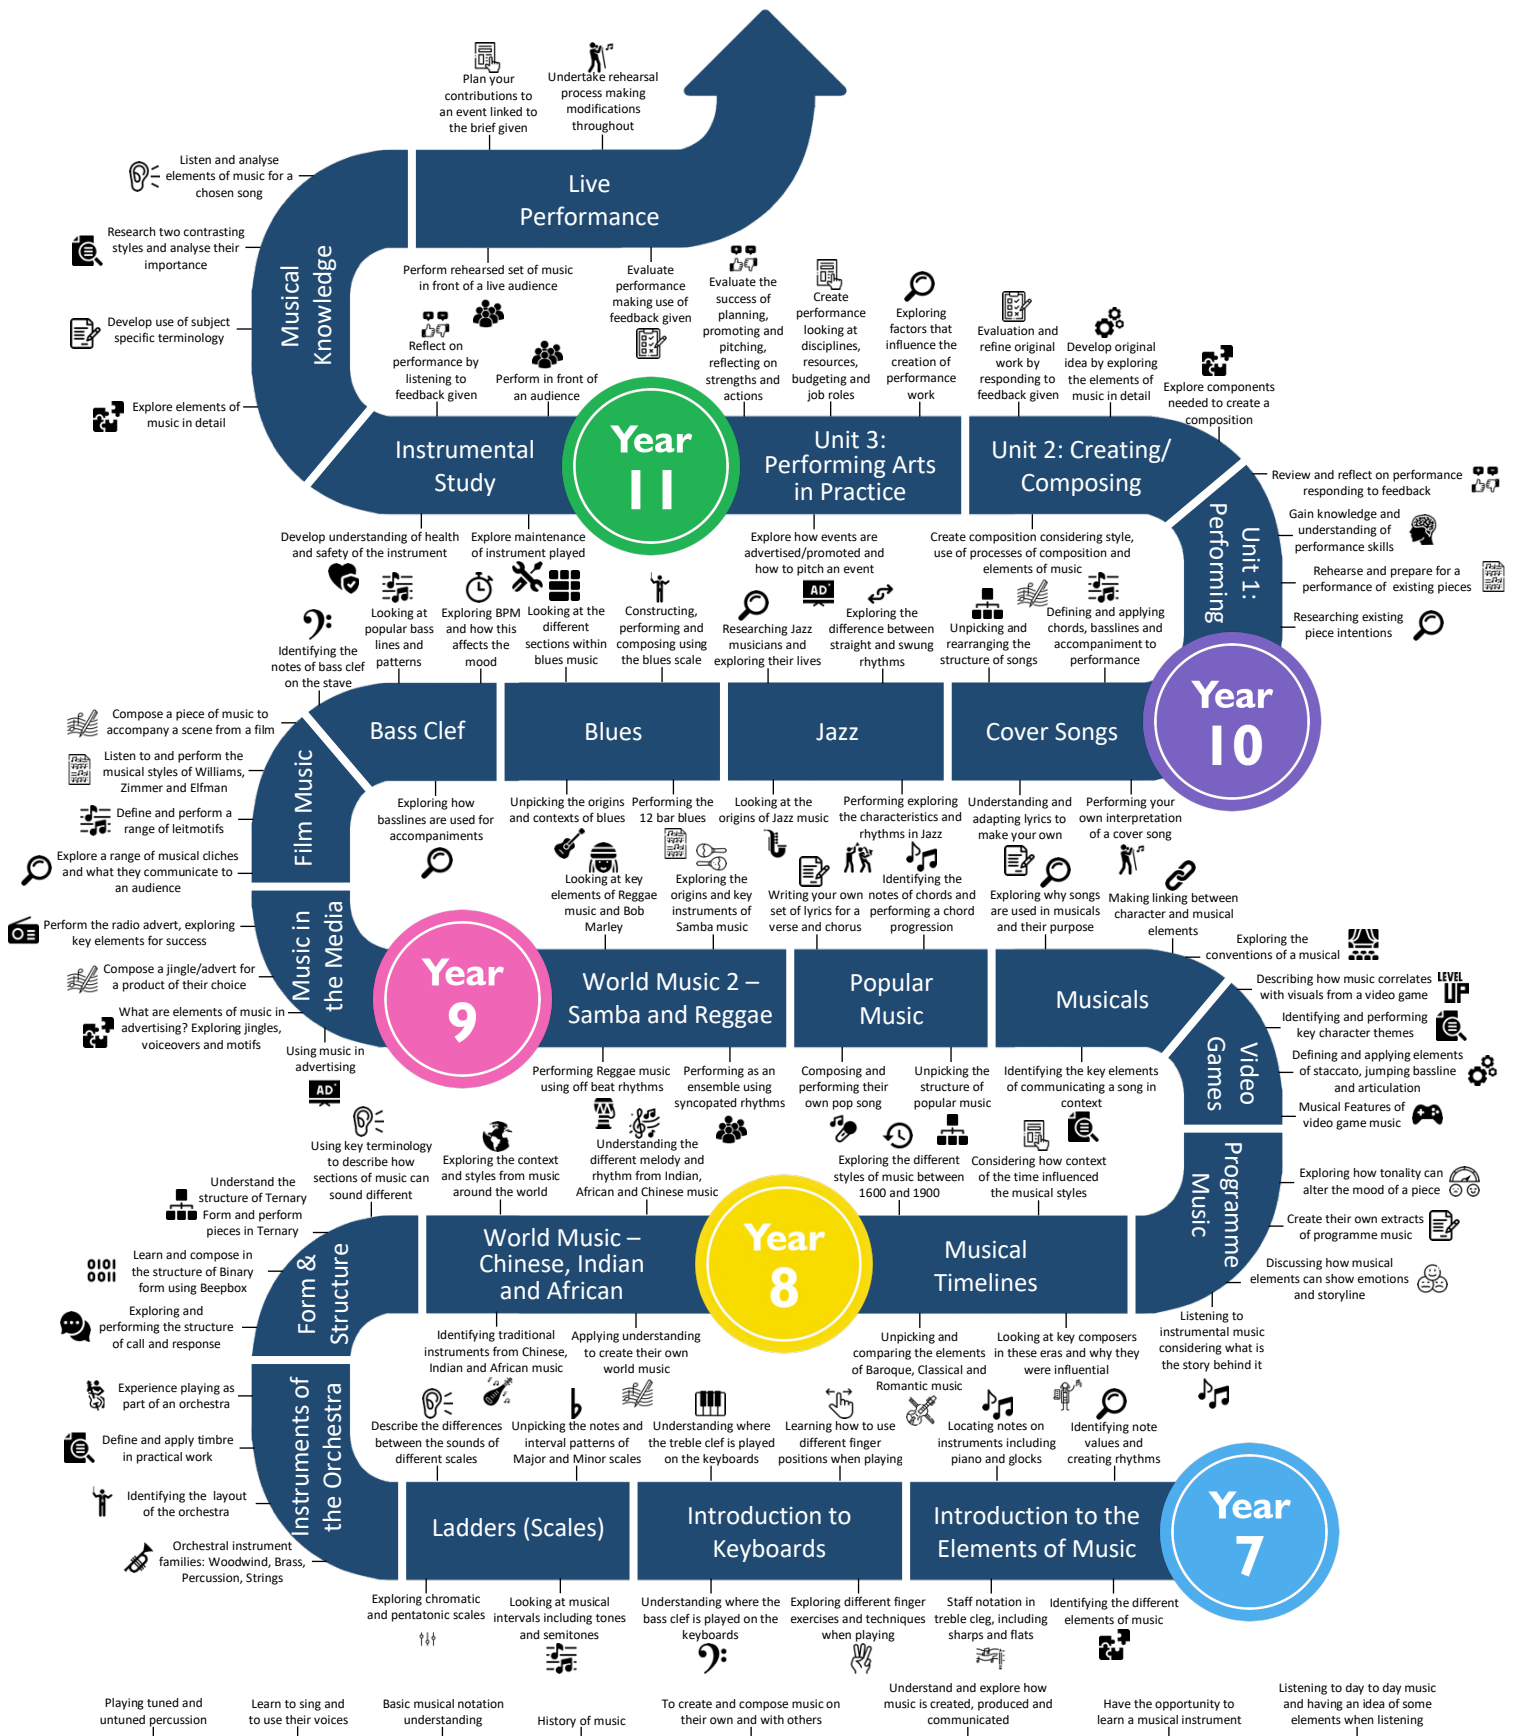 Plan your
contributions to
an event linked to
the brief given
Undertake rehearsal
process making
modifications
throughout
Listen and analyse
elements of music for a
chosen song
Live
Performance
Research two contrasting
styles and analyse their
importance
Musical
Knowledge
Develop use of subject
specific terminology
Explore elements of
music in detail
Perform rehearsed set of music
in front of a live audience
Evaluate
performance
making use of
feedback given
Reflect on
performance by
listening to
feedback given
Perform in front of
an audience
Evaluate the
success of
planning,
promoting and
pitching,
reflecting on
strengths and
actions
Create
performance
looking at
disciplines,
resources,
budgeting and
job roles
Exploring
factors that
influence the
creation of
performance
work
Evaluation and
refine original
work by
responding to
feedback given
Develop original
idea by exploring
the elements of
music in detail
Explore components
needed to create a
composition
Instrumental
Study
Year
11
Unit 3:
Performing Arts
in Practice
Unit 2: Creating/
Composing
Unit 1:
Performing
Review and reflect on performance
responding to feedback
Gain knowledge and
understanding of
performance skills
Rehearse and prepare for a
performance of existing pieces
Researching existing
piece intentions
Develop understanding of health
and safety of the instrument
Explore maintenance
of instrument played
Explore how events are
advertised/promoted and
how to pitch an event
Create composition considering style,
use of processes of composition and
elements of music
AD
Identifying the
notes of bass clef
on the stave
Looking at
popular bass
lines and
patterns
Exploring BPM
and how this
affects the
mood
Looking at the
different
sections within
blues music
Constructing,
performing and
composing using
the blues scale
Researching Jazz
musicians and
exploring their lives
Exploring the
difference between
straight and swung
rhythms
Unpicking and
rearranging the
structure of songs
Defining and applying
chords, basslines and
accompaniment to
performance
Year
10
Cover Songs
Jazz
Blues
Bass Clef
Film Music
Compose a piece of music to
accompany a scene from a film
Listen to and perform the
musical styles of Williams,
Zimmer and Elfman
Define and perform a
range of leitmotifs
Explore a range of musical cliches
and what they communicate to
an audience
Exploring how
basslines are used for
accompaniments
Unpicking the origins
and contexts of blues
Performing the
12 bar blues
Looking at the
origins of Jazz music
Performing exploring
the characteristics and
rhythms in Jazz
Understanding and
adapting lyrics to
make your own
Performing your
own interpretation
of a cover song
Music in
the Media
Perform the radio advert, exploring
key elements for success
Compose a jingle/advert for
a product of their choice
What are elements of music in
advertising? Exploring jingles,
voiceovers and motifs
Using music in
advertising
AD
Year
9
Looking at key
elements of Reggae
music and Bob
Marley
Exploring the
origins and key
instruments of
Samba music
Writing your own
set of lyrics for a
verse and chorus
Identifying the
notes of chords and
performing a chord
progression
Exploring why songs
are used in musicals
and their purpose
Making linking between
character and musical
elements
Exploring the
conventions of a musical
World Music 2 –
Samba and Reggae
Popular
Music
Musicals
Video
Games
Describing how music correlates
with visuals from a video game
LEVEL
UP
Identifying and performing
key character themes
Defining and applying elements
of staccato, jumping bassline
and articulation
Musical Features of
video game music
Performing Reggae music
using off beat rhythms
Performing as an
ensemble using
syncopated rhythms
Composing and
performing their
own pop song
Unpicking the
structure of
popular music
Identifying the key elements
of communicating a song in
context
Programme
Music
Exploring how tonality can
alter the mood of a piece
Create their own extracts
of programme music
Discussing how musical
elements can show emotions
and storyline
Listening to
instrumental music
considering what is
the story behind it
Using key terminology
to describe how
sections of music can
sound different
Exploring the context
and styles from music
around the world
Understanding the
different melody and
rhythm from Indian,
African and Chinese music
Exploring the different
styles of music between
1600 and 1900
Considering how context
of the time influenced
the musical styles
Understand the
structure of Ternary
Form and perform
pieces in Ternary
Learn and compose in
the structure of Binary
form using Beepbox
0101
0011
Exploring and
performing the structure
of call and response
Form &
Structure
World Music –
Chinese, Indian
and African
Year
8
Musical
Timelines
Identifying traditional
instruments from Chinese,
Indian and African music
Applying understanding
to create their own
world music
Unpicking and
comparing the elements
of Baroque, Classical and
Romantic music
Looking at key composers
in these eras and why they
were influential
Instruments of
the Orchestra
Experience playing as
part of an orchestra
Define and apply timbre
in practical work
Identifying the layout
of the orchestra
Orchestral instrument
families: Woodwind, Brass,
Percussion, Strings
Describe the differences
between the sounds of
different scales
Unpicking the notes and
interval patterns of
Major and Minor scales
Understanding where
the treble clef is played
on the keyboards
Learning how to use
different finger
positions when playing
Locating notes on
instruments including
piano and glocks
Identifying note
values and
creating rhythms
Ladders (Scales)
Introduction to
Keyboards
Introduction to the
Elements of Music
Year
7
Exploring chromatic
and pentatonic scales
Looking at musical
intervals including tones
and semitones
Understanding where the
bass clef is played on the
keyboards
Exploring different finger
exercises and techniques
when playing
Staff notation in
treble cleg, including
sharps and flats
Identifying the different
elements of music
Playing tuned and
untuned percussion
Learn to sing and
to use their voices
Basic musical notation
understanding
History of music
To create and compose music on
their own and with others
Understand and explore how
music is created, produced and
communicated
Have the opportunity to
learn a musical instrument
Listening to day to day music
and having an idea of some
elements when listening